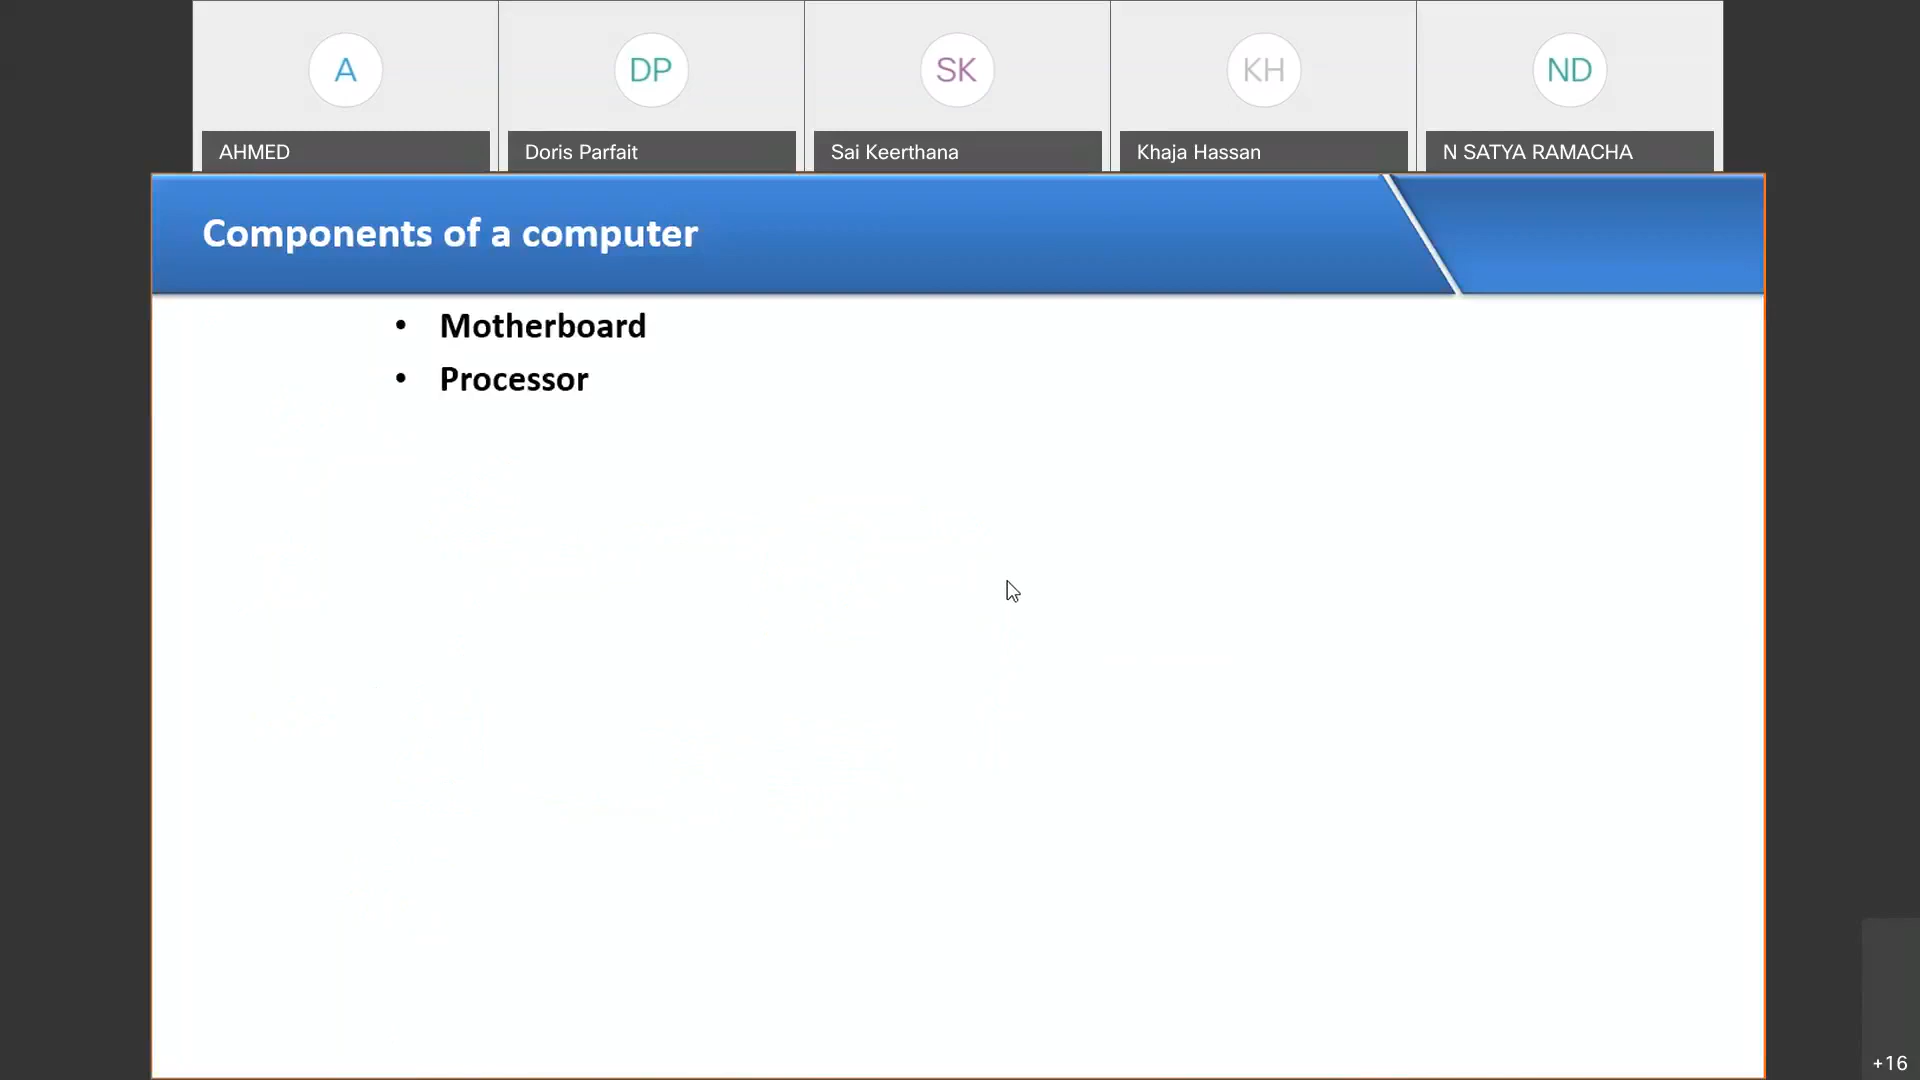 A
DP
SK
KH
ND
AHMED
Doris Parfait
Sai Keerthana
Khaja Hassan
N SATYA RAMACHA
Components of a computer
• Motherboard
• Processor
+16